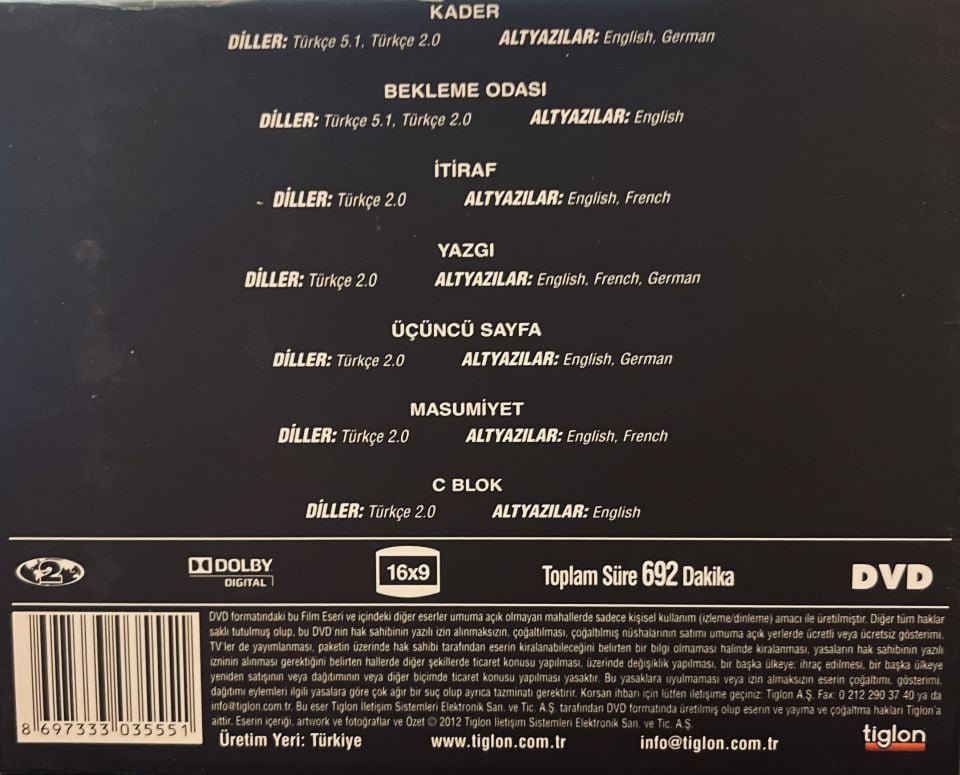 KADER
DİLLER: Türkçe 5.1, Türkçe 2.0 ALTYAZILAR: English, German
BEKLEME ODASI
DİLLER: Türkçe 5.1, Türkçe 2.0 ALTYAZILAR: English
İTİRAF
DİLLER: Türkçe 2.0 ALTYAZILAR: English, French
YAZGI
DİLLER: Türkçe 2.0 ALTYAZILAR: English, French, German
ÜÇÜNCÜ SAYFA
DİLLER: Türkçe 2.0 ALTYAZILAR: English, German
MASUMİYET
DİLLER: Türkçe 2.0 ALTYAZILAR: English, French
C BLOK
DİLLER: Türkçe 2.0 ALTYAZILAR: English
2 DOLBY DIGITAL 16x9 Toplam Süre 692 Dakika DVD
DVD formatındaki bu Film Eseri ve içindeki diğer eserler umuma açık olmayan mahallerde sadece kişisel kullanım (izleme/dinleme) amacı ile üretilmiştir. Diğer tüm haklar
saklı tutulmuş olup, bu DVD'nin hak sahibinin yazılı izin alınmaksızın, çoğaltılması, çoğaltılmış nüshalarının satımı umuma açık yerlerde ücretli veya ücretsiz gösterimi,
TV'ler de yayımlanması, paketin üzerinde hak sahibi tarafından eserin kiralanabileceğini belirten bir bilgi olmaması halinde kiralanması, yasaların hak sahibinin yazılı
izninin alınması gerektiğini belirten hallerde diğer şekillerde ticaret konusu yapılması, üzerinde değişiklik yapılması, bir başka ülkeye: ihraç edilmesi, bir başka ülkeye
yeniden satışının veya dağıtımının veya diğer biçimde ticaret konusu yapılması yasaktır. Bu yasaklara uyulmaması veya izin almaksızın eserin çoğaltımı, gösterimi,
dağıtımı eylemleri ilgili yasalara göre çok ağır bir suç olup ayrıca tazminatı gerektirir. Korsan ihbarı için lütfen iletişime geçiniz: Tiglon A.Ş. Fax: 0 212 290 37 40 ya da
info@tiglon.com.tr. Bu eser Tiglon İletişim Sistemleri Elektronik San. ve Tic. A.Ş. tarafından DVD formatında üretilmiş olup eserin ve yayma ve çoğaltma hakları Tiglon'a
aittir. Eserin içeriği, artwork ve fotoğraflar ve Özet © 2012 Tiglon İletişim Sistemleri Elektronik San. ve Tic. A.Ş.
8 697333 035551
Üretim Yeri: Türkiye www.tiglon.com.tr info@tiglon.com.tr tiglon